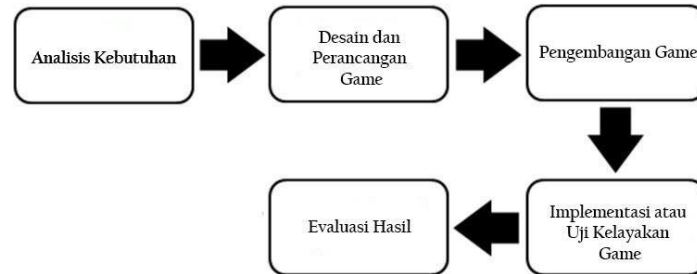 Analisis Kebutuhan
Desain dan
Perancangan
Game
Pengembangan Game
Implementasi atau
Uji Kelayakan
Game
Evaluasi Hasil